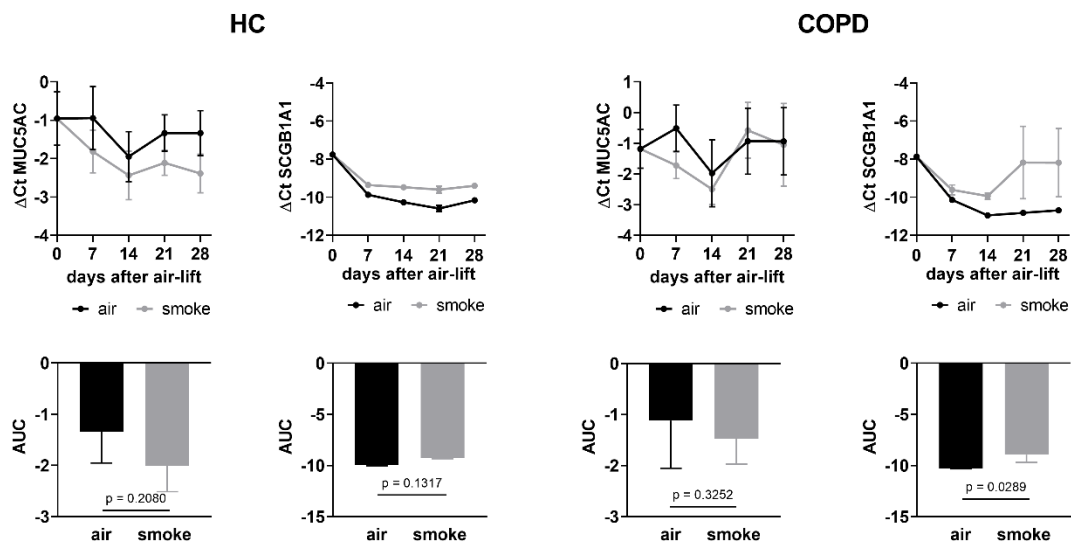 HC
COPD
ΔCt MUC5AC
0
-1
-2
-3
-4
0 7 14 21 28
days after air-lift
air smoke
ΔCt SCGB1A1
-4
-6
-8
-10
-12
0 7 14 21 28
days after air-lift
air smoke
ΔCt MUC5AC
1
0
-1
-2
-3
-4
0 7 14 21 28
days after air-lift
air smoke
ΔCt SCGB1A1
-4
-6
-8
-10
-12
0 7 14 21 28
days after air-lift
air smoke
AUC
0
-1
-2
-3
p = 0.2080
air smoke
AUC
0
-5
-10
-15
p = 0.1317
air smoke
AUC
0
-1
-2
-3
p = 0.3252
air smoke
AUC
0
-5
-10
-15
p = 0.0289
air smoke